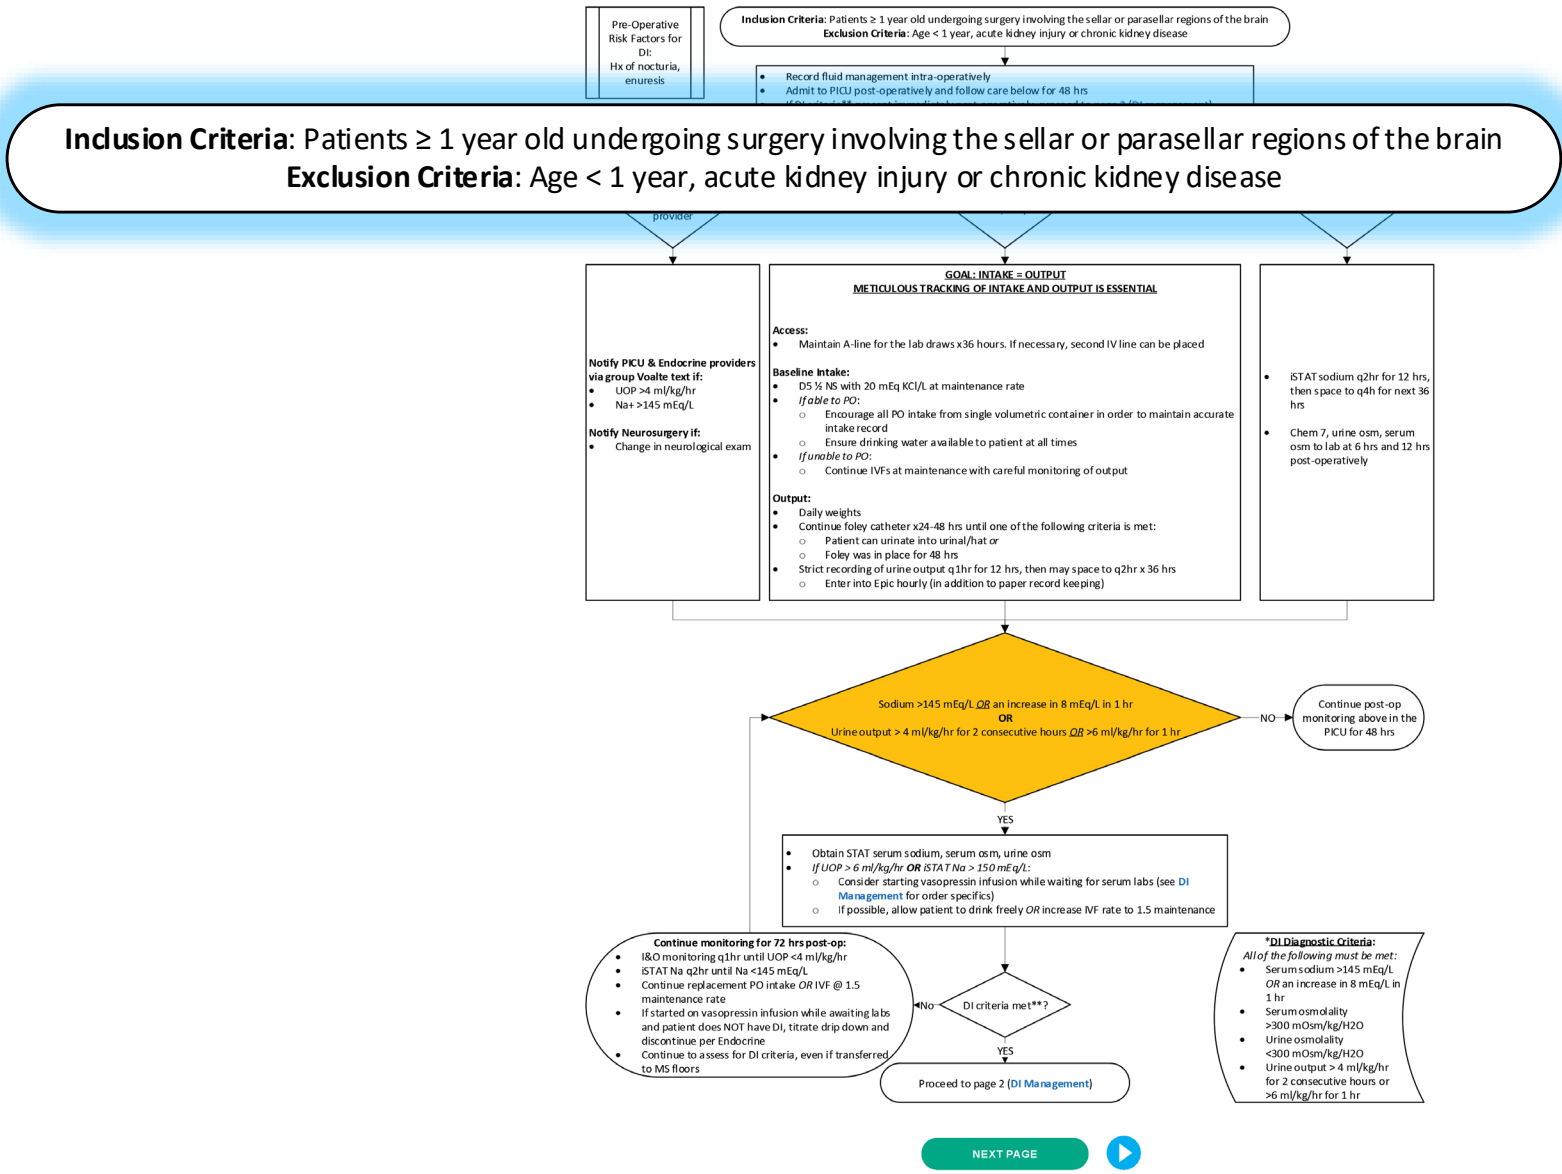 Pre-Operative
Risk Factors for
DI:
Hx of nocturia,
enuresis
Inclusion Criteria: Patients ≥ 1 year old undergoing surgery involving the sellar or parasellar regions of the brain
Exclusion Criteria: Age < 1 year, acute kidney injury or chronic kidney disease
• Record fluid management intra-operatively
• Admit to PICU post-operatively and follow care below for 48 hrs
Inclusion Criteria: Patients ≥ 1 year old undergoing surgery involving the sellar or parasellar regions of the brain
Exclusion Criteria: Age < 1 year, acute kidney injury or chronic kidney disease
provider
Notify PICU & Endocrine providers
via group Voalte text if:
• UOP >4 ml/kg/hr
• Na+ >145 mEq/L
Notify Neurosurgery if:
• Change in neurological exam
GOAL: INTAKE = OUTPUT
METICULOUS TRACKING OF INTAKE AND OUTPUT IS ESSENTIAL
Access:
• Maintain A-line for the lab draws x36 hours. If necessary, second IV line can be placed
Baseline Intake:
• D5 ½ NS with 20 mEq KCl/L at maintenance rate
• If able to PO:
o Encourage all PO intake from single volumetric container in order to maintain accurate
intake record
o Ensure drinking water available to patient at all times
• If unable to PO:
o Continue IVFs at maintenance with careful monitoring of output
Output:
• Daily weights
• Continue foley catheter x24-48 hrs until one of the following criteria is met:
o Patient can urinate into urinal/hat or
o Foley was in place for 48 hrs
• Strict recording of urine output q1hr for 12 hrs, then may space to q2hr x 36 hrs
o Enter into Epic hourly (in addition to paper record keeping)
• iSTAT sodium q2hr for 12 hrs,
then space to q4h for next 36
hrs
• Chem 7, urine osm, serum
osm to lab at 6 hrs and 12 hrs
post-operatively
Sodium >145 mEq/L OR an increase in 8 mEq/L in 1 hr
OR
Urine output > 4 ml/kg/hr for 2 consecutive hours OR >6 ml/kg/hr for 1 hr
NO
Continue post-op
monitoring above in the
PICU for 48 hrs
YES
• Obtain STAT serum sodium, serum osm, urine osm
• If UOP > 6 ml/kg/hr OR iSTAT Na > 150 mEq/L:
o Consider starting vasopressin infusion while waiting for serum labs (see DI
Management for order specifics)
o If possible, allow patient to drink freely OR increase IVF rate to 1.5 maintenance
Continue monitoring for 72 hrs post-op:
• I&O monitoring q1hr until UOP <4 ml/kg/hr
• iSTAT Na q2hr until Na <145 mEq/L
• Continue replacement PO intake OR IVF @ 1.5
maintenance rate
• If started on vasopressin infusion while awaiting labs
and patient does NOT have DI, titrate drip down and
discontinue per Endocrine
• Continue to assess for DI criteria, even if transferred
to MS floors
No
DI criteria met**?
YES
Proceed to page 2 (DI Management)
*DI Diagnostic Criteria:
All of the following must be met:
• Serum sodium >145 mEq/L
OR an increase in 8 mEq/L in
1 hr
• Serum osmolality
>300 mOsm/kg/H2O
• Urine osmolality
<300 mOsm/kg/H2O
• Urine output > 4 ml/kg/hr
for 2 consecutive hours or
>6 ml/kg/hr for 1 hr
NEXT PAGE